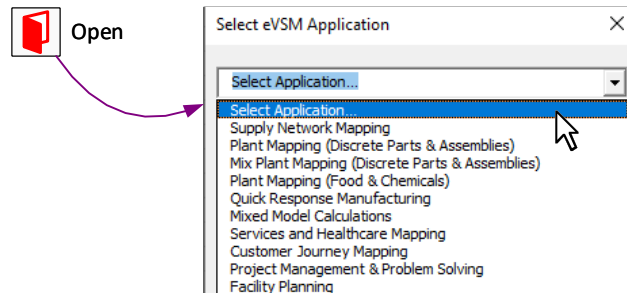 Open
Select eVSM Application
Select Application...
Select Application...
Supply Network Mapping
Plant Mapping (Discrete Parts & Assemblies)
Mix Plant Mapping (Discrete Parts & Assemblies)
Plant Mapping (Food & Chemicals)
Quick Response Manufacturing
Mixed Model Calculations
Services and Healthcare Mapping
Customer Journey Mapping
Project Management & Problem Solving
Facility Planning